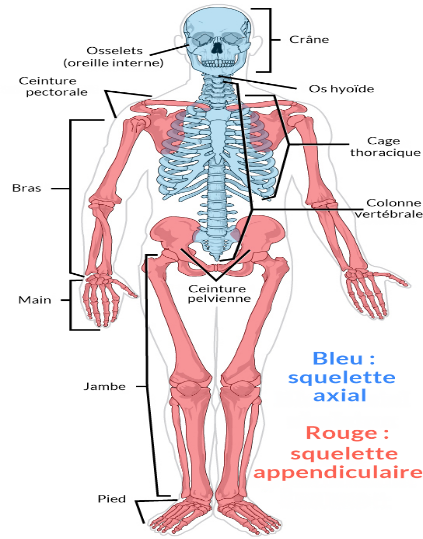 Crâne
Osselets
(oreille interne)
Ceinture
pectorale
Os hyoïde
Cage
thoracique
Bras
Colonne
vertébrale
Main
Ceinture
pelvienne
Bleu :
squelette
axial
Jambe
Rouge :
squelette
appendiculaire
Pied